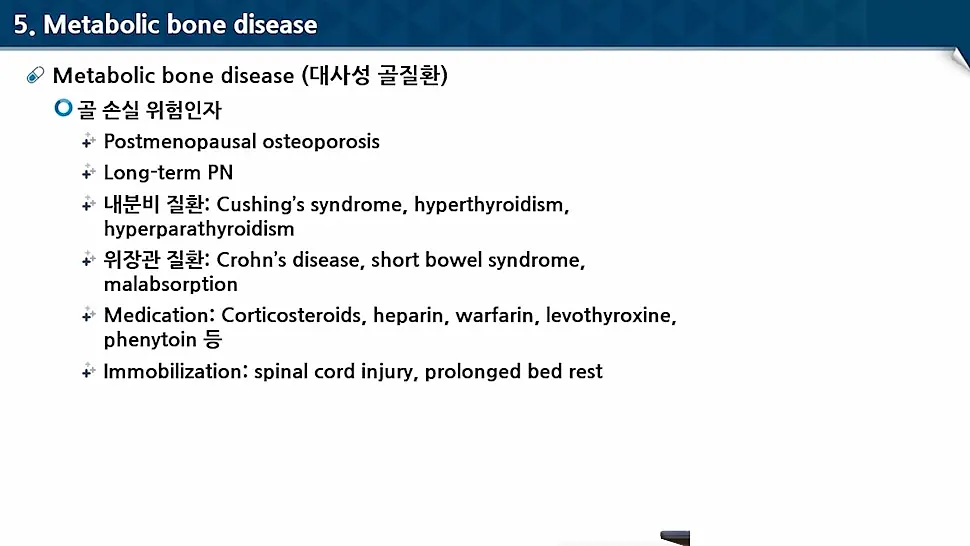 5. Metabolic bone disease
Metabolic bone disease (대사성 골질환)
골 손실 위험인자
Postmenopausal osteoporosis
Long-term PN
내분비 질환: Cushing's syndrome, hyperthyroidism,
hyperparathyroidism
위장관 질환: Crohn's disease, short bowel syndrome,
malabsorption
Medication: Corticosteroids, heparin, warfarin, levothyroxine,
phenytoin 등
Immobilization: spinal cord injury, prolonged bed rest